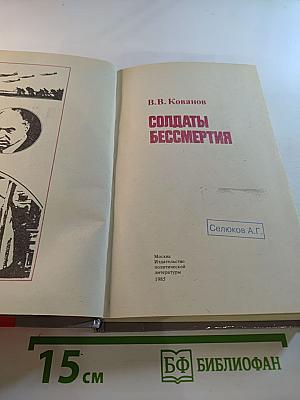 В.В. Кованов
СОЛДАТЫ
БЕССМЕРТИЯ
Селюков А.Г.
Москва
Издательство
политической
литературы
1985
15 см
БФ БИБЛИОФАН